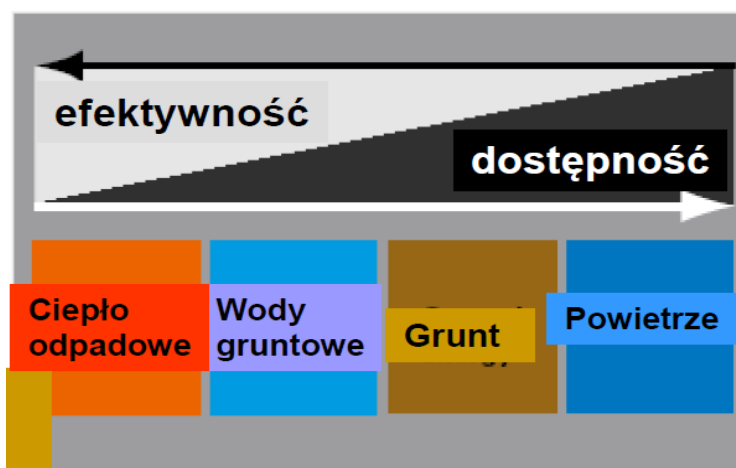 efektywność
dostępność
Ciepło
odpadowe
Wody
gruntowe
Grunt
Powietrze